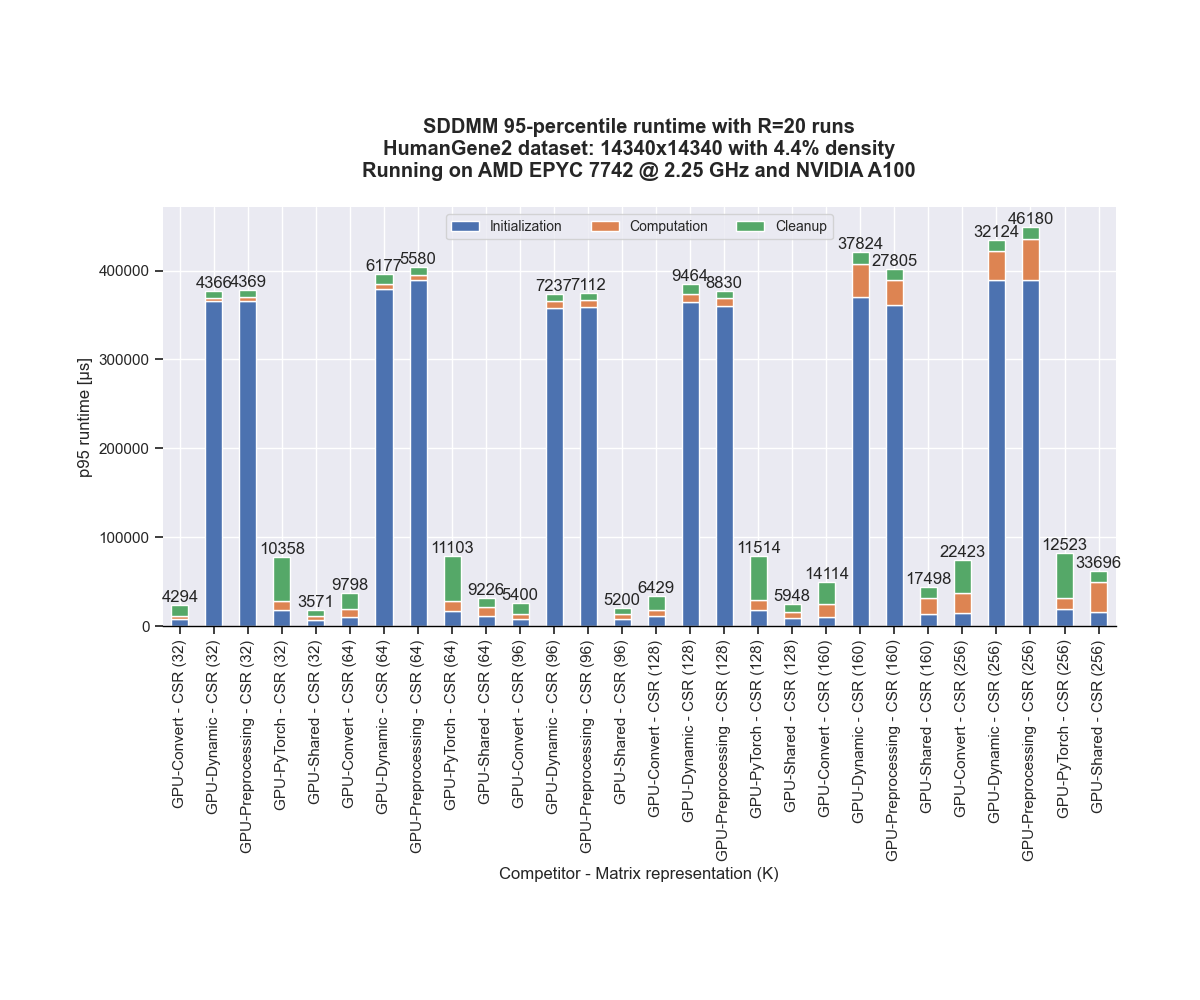 SDDMM 95-percentile runtime with R=20 runs
HumanGene2 dataset: 14340x14340 with 4.4% density
Running on AMD EPYC 7742 @ 2.25 GHz and NVIDIA A100
Initialization Computation Cleanup
p95 runtime [µs]
400000
300000
200000
100000
0
4294
4366
4369
10358
3571
9798
6177
5580
11103
9226
5400
7237
7112
5200
6429
9464
8830
11514
5948
14114
37824
27805
17498
22423
32124
46180
12523
33696
GPU-Convert - CSR (32)
GPU-Dynamic - CSR (32)
GPU-Preprocessing - CSR (32)
GPU-PyTorch - CSR (32)
GPU-Shared - CSR (32)
GPU-Convert - CSR (64)
GPU-Dynamic - CSR (64)
GPU-Preprocessing - CSR (64)
GPU-PyTorch - CSR (64)
GPU-Shared - CSR (64)
GPU-Convert - CSR (96)
GPU-Dynamic - CSR (96)
GPU-Preprocessing - CSR (96)
GPU-Shared - CSR (96)
GPU-Convert - CSR (128)
GPU-Dynamic - CSR (128)
GPU-Preprocessing - CSR (128)
GPU-PyTorch - CSR (128)
GPU-Shared - CSR (128)
GPU-Convert - CSR (160)
GPU-Dynamic - CSR (160)
GPU-Preprocessing - CSR (160)
GPU-Shared - CSR (160)
GPU-Convert - CSR (256)
GPU-Dynamic - CSR (256)
GPU-Preprocessing - CSR (256)
GPU-PyTorch - CSR (256)
GPU-Shared - CSR (256)
Competitor - Matrix representation (K)